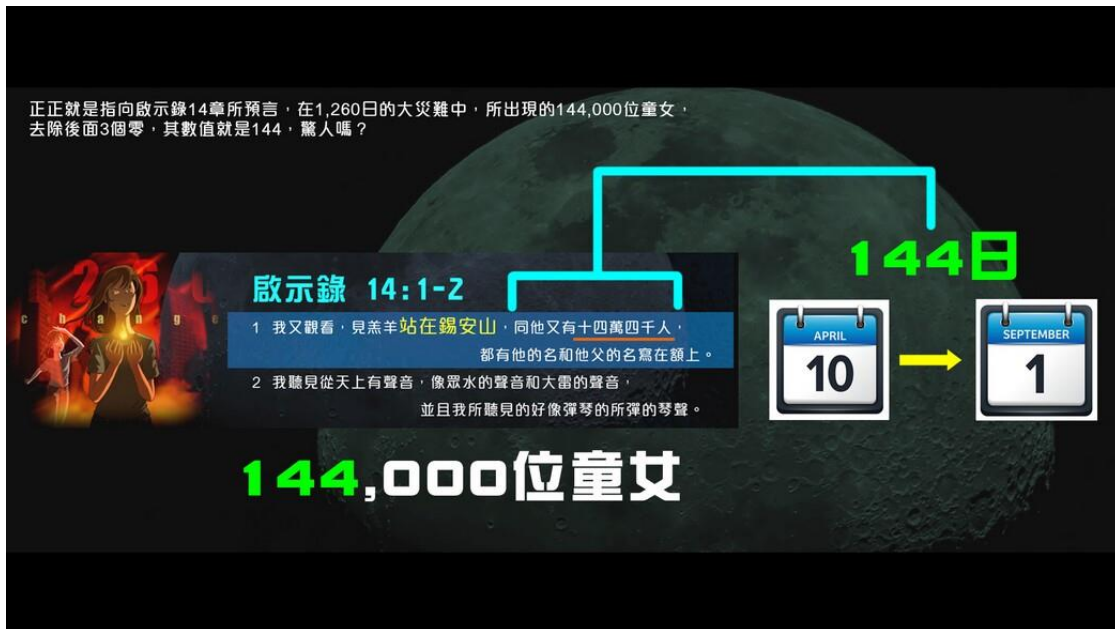 正正就是指向啟示錄14章所預言，在1,260日的大災難中，所出現的144,000位童女，
去除後面3個零，其數值就是144，驚人嗎？
144日
啟示錄 14:1-2
1 我又觀看，見羔羊站在錫安山，同他又有十四萬四千人，
都有他的名和他父的名寫在額上。
2 我聽見從天上有聲音，像眾水的聲音和大雷的聲音，
並且我所聽見的好像彈琴的所彈的琴聲。
APRIL
10
SEPTEMBER
1
144,000位童女